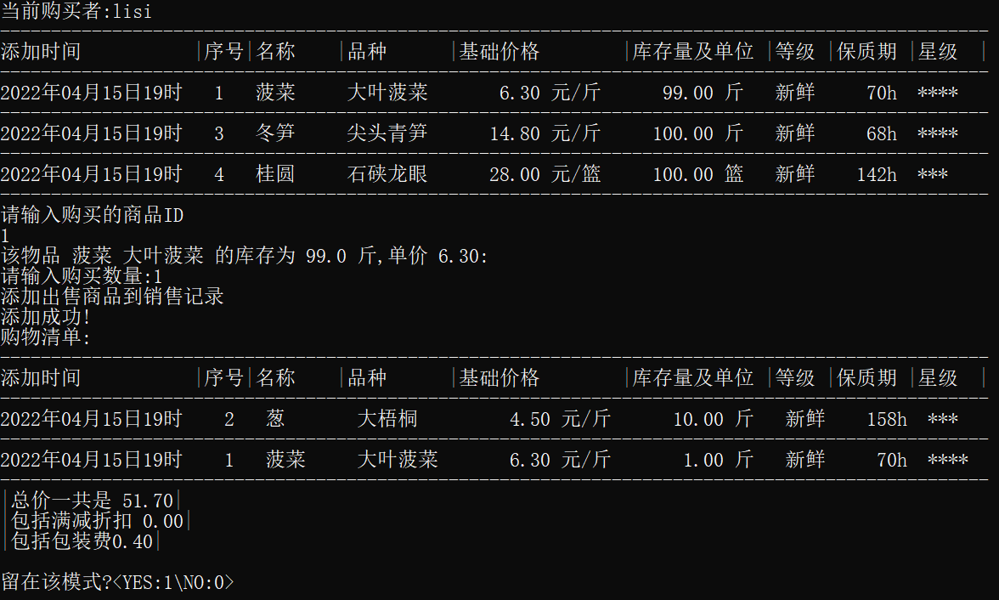 当前购买者:lisi
添加时间 |序号|名称 |品种 |基础价格 |库存量及单位 |等级 |保质期 |星级 |
2022年04月15日19时 1 菠菜 大叶菠菜 6.30 元/斤 99.00 斤 新鲜 70h ****
2022年04月15日19时 3 冬笋 尖头青笋 14.80 元/斤 100.00 斤 新鲜 68h ****
2022年04月15日19时 4 桂圆 石硖龙眼 28.00 元/篮 100.00 篮 新鲜 142h ***
请输入购买的商品ID
1
该物品 菠菜 大叶菠菜 的库存为 99.0 斤,单价 6.30:
请输入购买数量:1
添加出售商品到销售记录
添加成功!
购物清单:
添加时间 |序号|名称 |品种 |基础价格 |库存量及单位 |等级 |保质期 |星级 |
2022年04月15日19时 2 葱 大梧桐 4.50 元/斤 10.00 斤 新鲜 158h ***
2022年04月15日19时 1 菠菜 大叶菠菜 6.30 元/斤 1.00 斤 新鲜 70h ****
|总价一共是 51.70|
|包括满减折扣 0.00|
|包括包装费0.40|
留在该模式?<YES:1\NO:0>